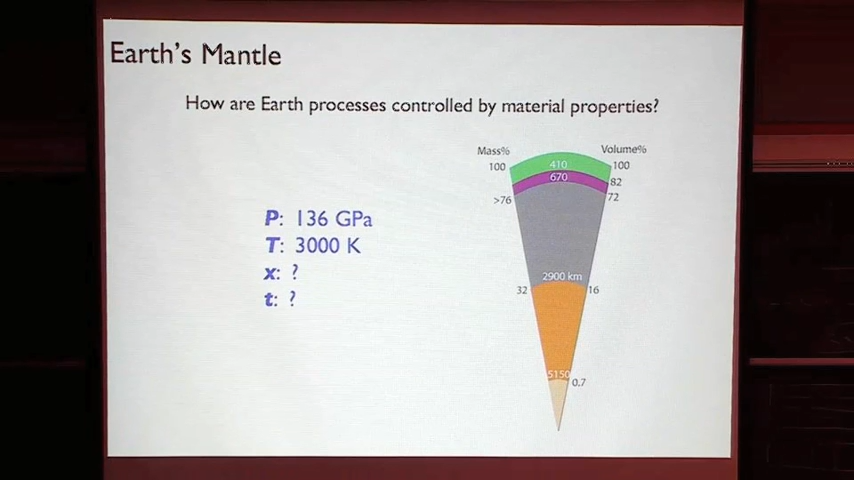 Earth's Mantle
How are Earth processes controlled by material properties?
Mass%
Volume%
100
410
100
670
82
>76
72
P: 136 GPa
T: 3000 K
x: ?
t: ?
2900 km
32
16
5150
0.7